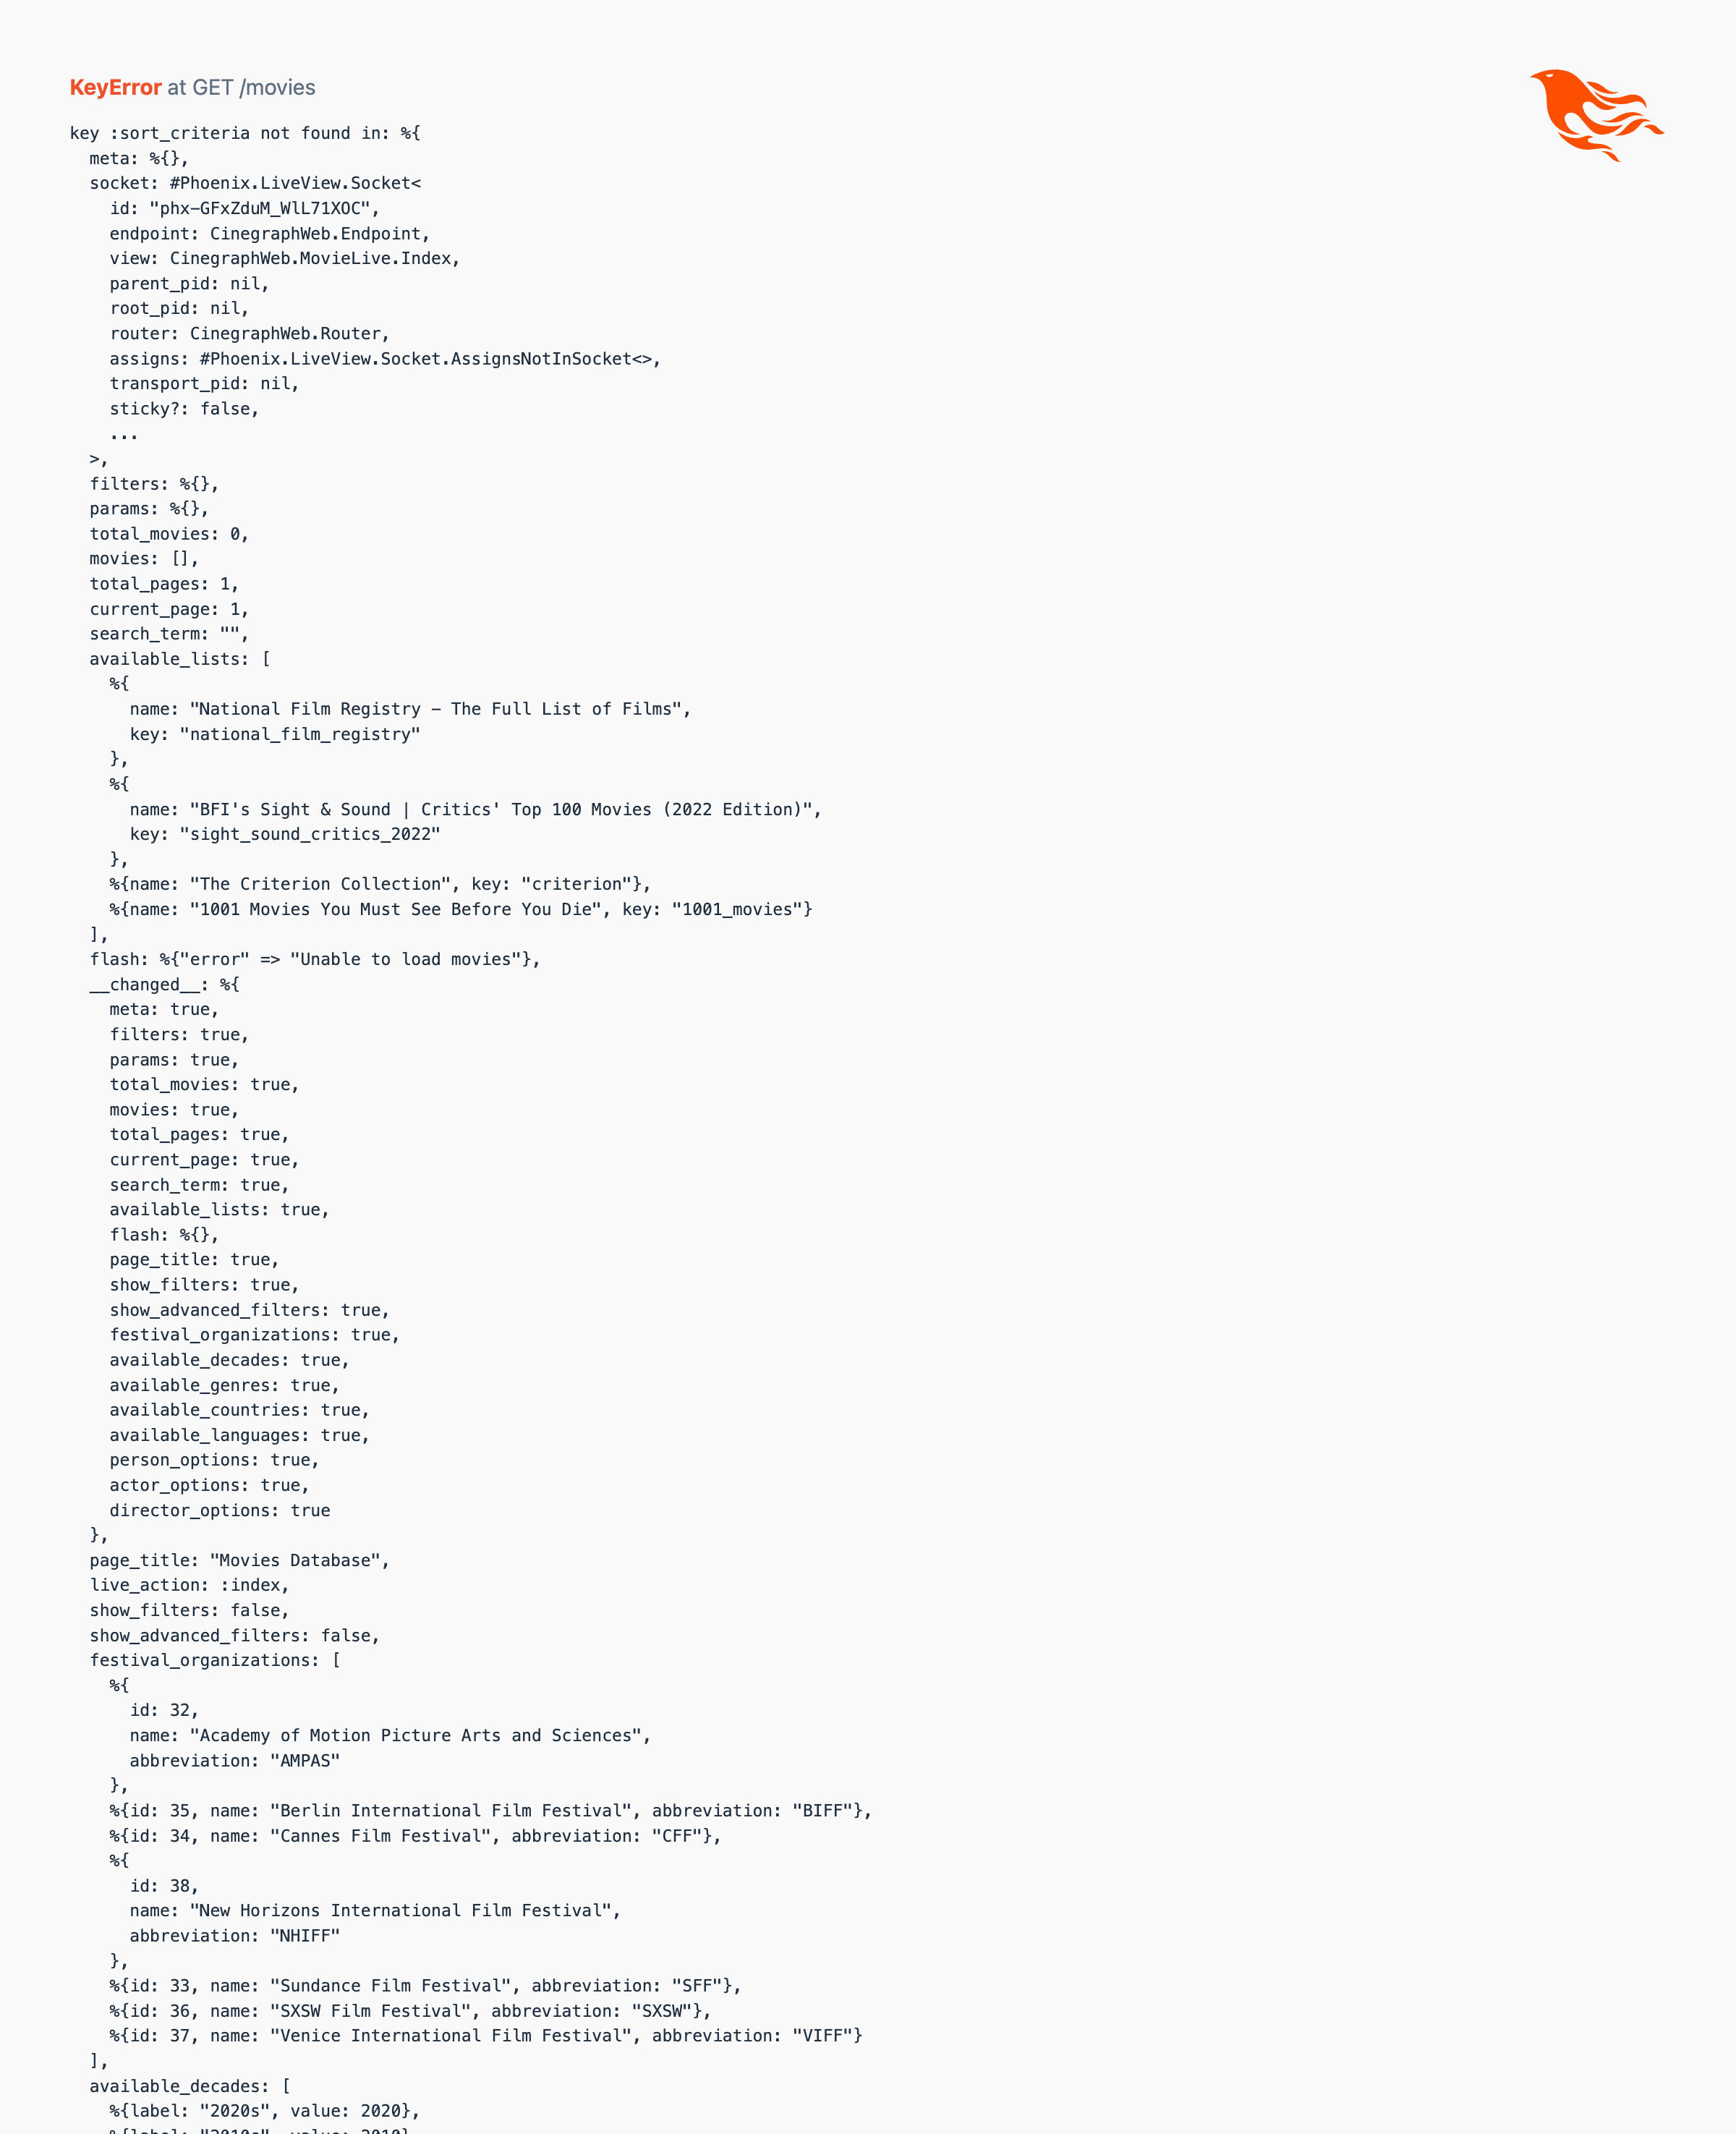 KeyError at GET /movies
key :sort_criteria not found in: %{
  meta: %{},
  socket: #Phoenix.LiveView.Socket<
    id: "phx-GFxZduM_WlL71XOC",
    endpoint: CinegraphWeb.Endpoint,
    view: CinegraphWeb.MovieLive.Index,
    parent_pid: nil,
    root_pid: nil,
    router: CinegraphWeb.Router,
    assigns: #Phoenix.LiveView.Socket.AssignsNotInSocket<>,
    transport_pid: nil,
    sticky?: false,
    ...
  >,
  filters: %{},
  params: %{},
  total_movies: 0,
  movies: [],
  total_pages: 1,
  current_page: 1,
  search_term: "",
  available_lists: [
    %{
      name: "National Film Registry - The Full List of Films",
      key: "national_film_registry"
    },
    %{
      name: "BFI's Sight & Sound | Critics' Top 100 Movies (2022 Edition)",
      key: "sight_sound_critics_2022"
    },
    %{name: "The Criterion Collection", key: "criterion"},
    %{name: "1001 Movies You Must See Before You Die", key: "1001_movies"}
  ],
  flash: %{"error" => "Unable to load movies"},
  __changed__: %{
    meta: true,
    filters: true,
    params: true,
    total_movies: true,
    movies: true,
    total_pages: true,
    current_page: true,
    search_term: true,
    available_lists: true,
    flash: %{},
    page_title: true,
    show_filters: true,
    show_advanced_filters: true,
    festival_organizations: true,
    available_decades: true,
    available_genres: true,
    available_countries: true,
    available_languages: true,
    person_options: true,
    actor_options: true,
    director_options: true
  },
  page_title: "Movies Database",
  live_action: :index,
  show_filters: false,
  show_advanced_filters: false,
  festival_organizations: [
    %{
      id: 32,
      name: "Academy of Motion Picture Arts and Sciences",
      abbreviation: "AMPAS"
    },
    %{id: 35, name: "Berlin International Film Festival", abbreviation: "BIFF"},
    %{id: 34, name: "Cannes Film Festival", abbreviation: "CFF"},
    %{
      id: 38,
      name: "New Horizons International Film Festival",
      abbreviation: "NHIFF"
    },
    %{id: 33, name: "Sundance Film Festival", abbreviation: "SFF"},
    %{id: 36, name: "SXSW Film Festival", abbreviation: "SXSW"},
    %{id: 37, name: "Venice International Film Festival", abbreviation: "VIFF"}
  ],
  available_decades: [
    %{label: "2020s", value: 2020},
    %{label: "2010s", value: 2010},